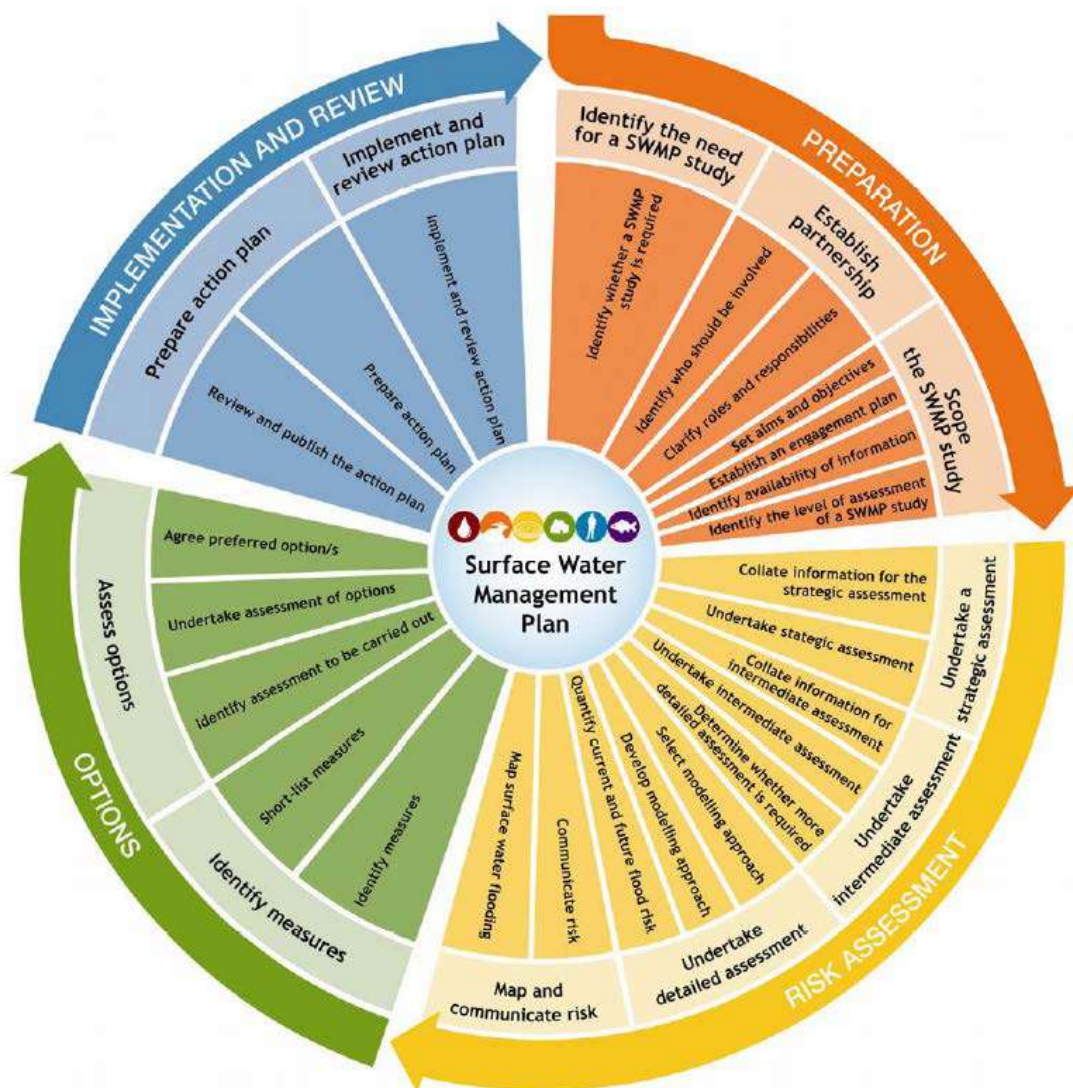 PREPARATION
Identify the need
for a SWMP study
Identify whether a SWMP
study is required
Establish
partnership
Identify who should be involved
Clarify roles and responsibilities
Scope
the SWMP study
Set aims and objectives
Establish an engagement plan
Identify availability of information
Identify the level of assessment
of a SWMP study
RISK ASSESSMENT
Undertake a
strategic assessment
Collate information for the
strategic assessment
Undertake stategic assessment
Undertake
intermediate assessment
Collate information for
intermediate assessment
Undertake intermediate assessment
Determine whether more
detailed assessment is required
Undertake
detailed assessment
Select modelling approach
Develop modelling approach
Quantify current and future flood risk
Map and
communicate risk
Communicate risk
Map surface water flooding
OPTIONS
Identify measures
Identify measures
Short-list measures
Assess options
Identify assessment to be carried out
Undertake assessment of options
Agree preferred option/s
IMPLEMENTATION AND REVIEW
Prepare action plan
Review and publish the action plan
Prepare action plan
Implement and
review action plan
Implement and review action plan
Surface Water
Management
Plan